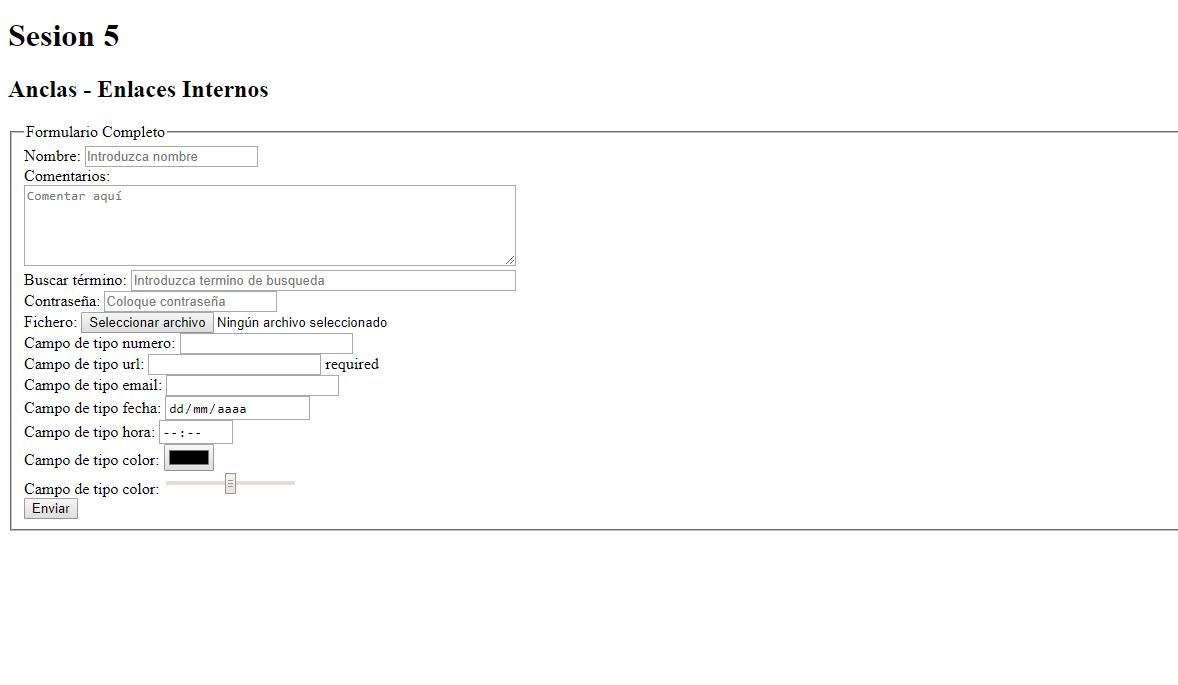 Sesion 5
Anclas - Enlaces Internos
Formulario Completo
Nombre: Introduzca nombre
Comentarios:
Comentar aquí
Buscar término: Introduzca termino de busqueda
Contraseña: Coloque contraseña
Fichero: Seleccionar archivo Ningún archivo seleccionado
Campo de tipo numero:
Campo de tipo url: required
Campo de tipo email:
Campo de tipo fecha: dd/mm/aaaa
Campo de tipo hora: --:--
Campo de tipo color:
Campo de tipo color:
Enviar